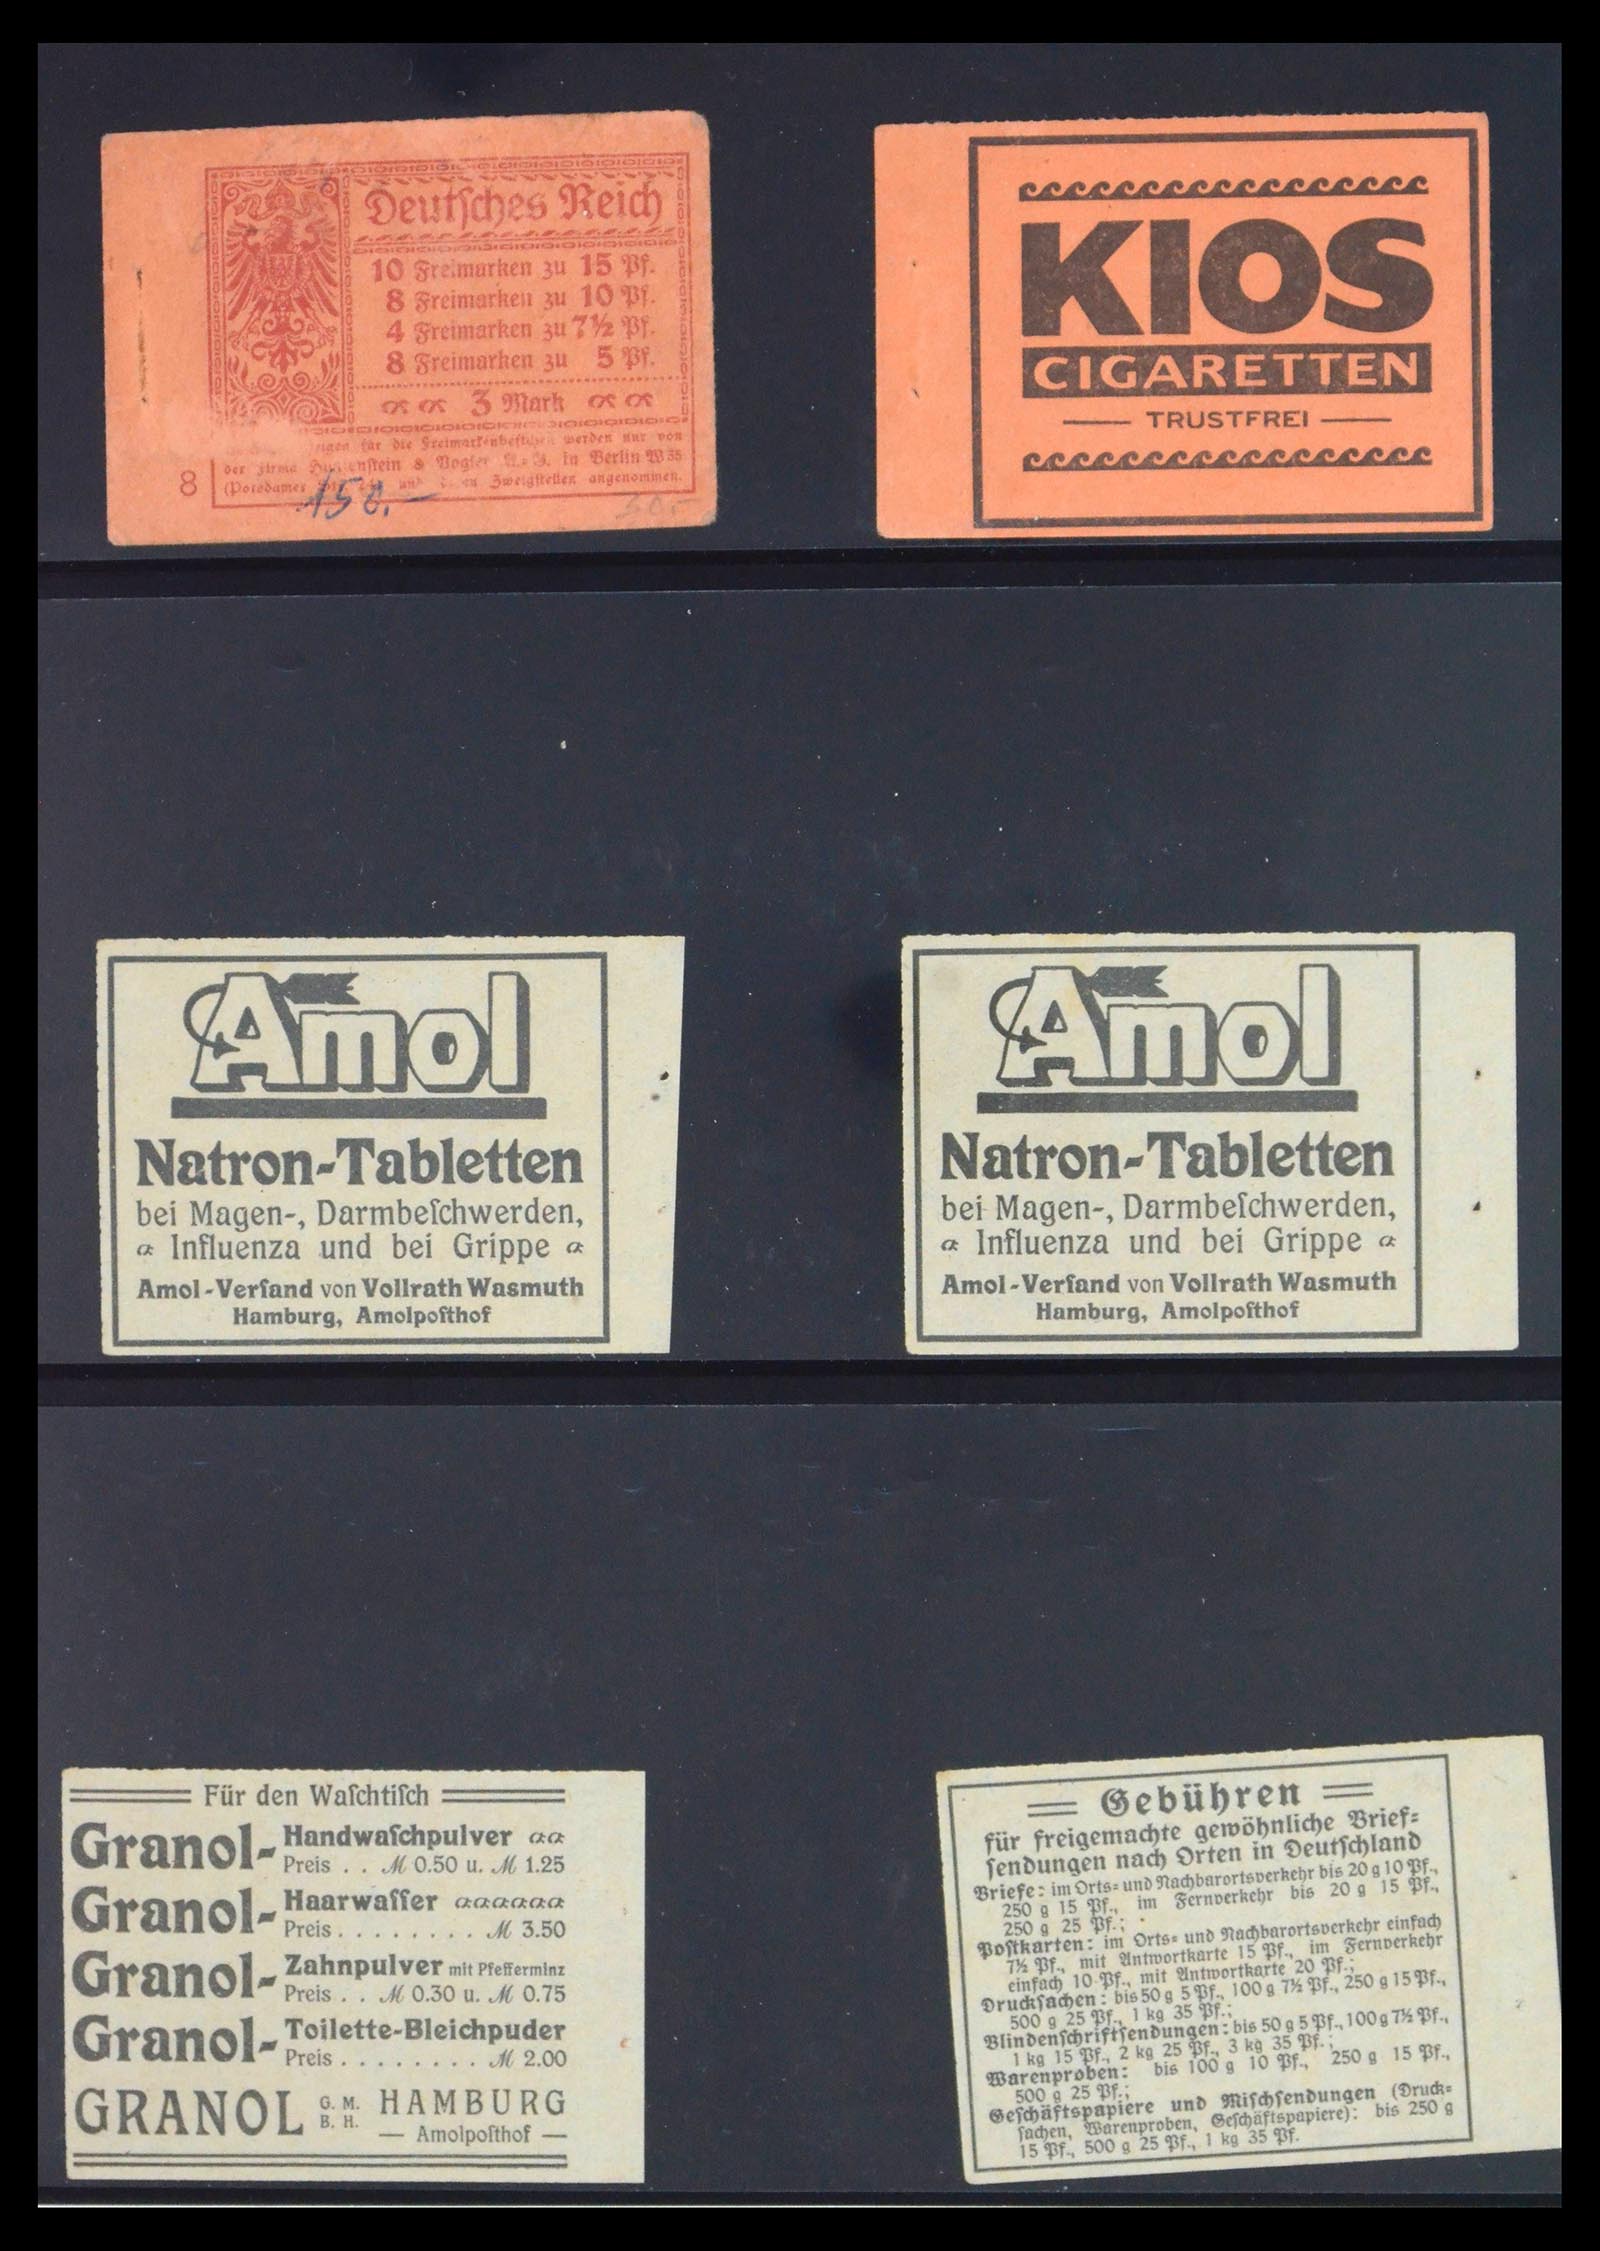 Deutsches Reich
10 Freimarken zu 15 Pf.
8 Freimarken zu 10 Pf.
4 Freimarken zu 7½ Pf.
8 Freimarken zu 5 Pf.
3 Mark
für die Freimarkenheftchen werden nur von
der Firma & Vogler A.-G. in Berlin W 35
(Potsdamer und Zweigstellen angenommen.
8
150.–
30.–
KIOS
CIGARETTEN
TRUSTFREI
Amol
Natron-Tabletten
bei Magen-, Darmbeſchwerden,
Influenza und bei Grippe
Amol-Verſand von Vollrath Wasmuth
Hamburg, Amolpoſthof
Amol
Natron-Tabletten
bei Magen-, Darmbeſchwerden,
Influenza und bei Grippe
Amol-Verſand von Vollrath Wasmuth
Hamburg, Amolpoſthof
Für den Waſchtiſch
Granol- Handwaſchpulver
Preis . . M 0.50 u. M 1.25
Granol- Haarwaſſer
Preis . . . . . . . . M 3.50
Granol- Zahnpulver mit Pfefferminz
Preis . . M 0.30 u. M 0.75
Granol- Toilette-Bleichpuder
Preis . . . . . . . . M 2.00
GRANOL G. M. B. H. HAMBURG
— Amolpoſthof —
Gebühren
für freigemachte gewöhnliche Brief=
ſendungen nach Orten in Deutſchland
Briefe: im Orts= und Nachbarortsverkehr bis 20 g 10 Pf.,
250 g 15 Pf., im Fernverkehr bis 20 g 15 Pf.,
250 g 25 Pf.;
Poſtkarten: im Orts= und Nachbarortsverkehr einfach
7½ Pf., mit Antwortkarte 15 Pf., im Fernverkehr
einfach 10 Pf., mit Antwortkarte 20 Pf.;
Druckſachen: bis 50 g 5 Pf., 100 g 7½ Pf., 250 g 15 Pf.,
500 g 25 Pf., 1 kg 35 Pf.;
Blindenſchriftſendungen: bis 50 g 5 Pf., 100 g 7½ Pf.,
1 kg 15 Pf., 2 kg 25 Pf., 3 kg 35 Pf.;
Warenproben: bis 100 g 10 Pf., 250 g 15 Pf.,
500 g 25 Pf.;
Geſchäftspapiere und Miſchſendungen (Druck=
ſachen, Warenproben, Geſchäftspapiere): bis 250 g
15 Pf., 500 g 25 Pf., 1 kg 35 Pf.